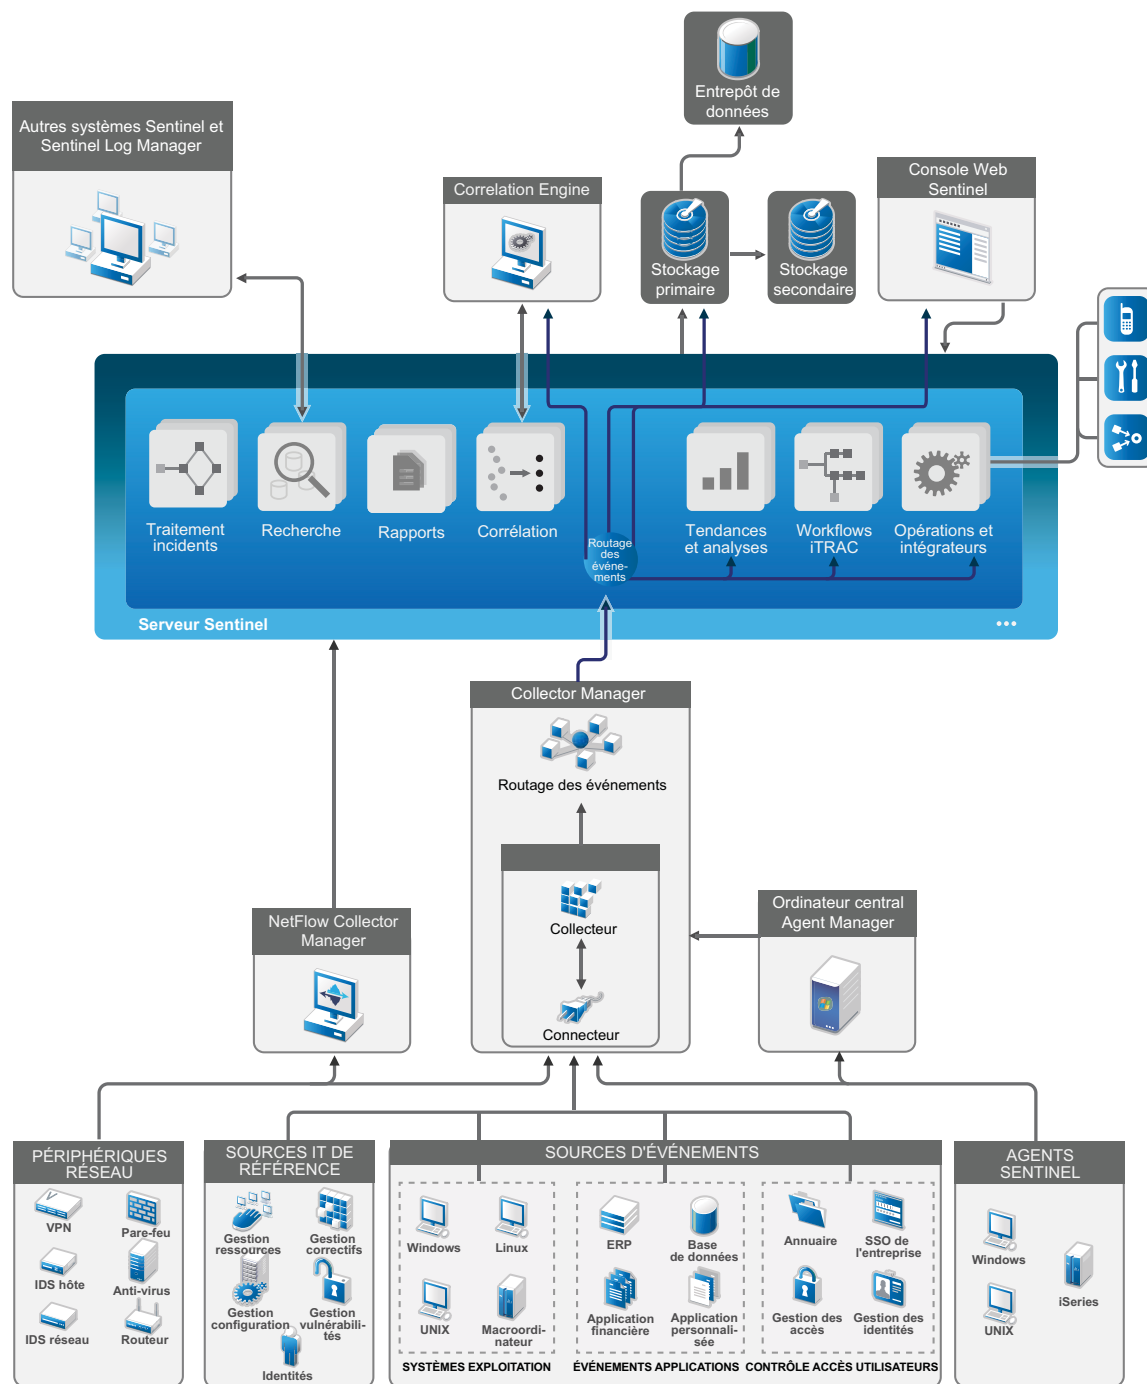 Entrepôt de
données
Autres systèmes Sentinel et
Sentinel Log Manager
Correlation Engine
Console Web
Sentinel
Stockage
primaire
Stockage
secondaire
Traitement
incidents
Recherche
Rapports
Corrélation
Routage
des
événe-
ments
Tendances
et analyses
Workflows
iTRAC
Opérations et
intégrateurs
Serveur Sentinel
Collector Manager
Routage des événements
Collecteur
Connecteur
NetFlow Collector
Manager
Ordinateur central
Agent Manager
PÉRIPHÉRIQUES
RÉSEAU
VPN
Pare-feu
IDS hôte
Anti-virus
IDS réseau
Routeur
SOURCES IT DE
RÉFÉRENCE
Gestion
ressources
Gestion
correctifs
Gestion
configuration
Gestion
vulnérabili-
tés
Identités
SOURCES D'ÉVÉNEMENTS
Windows
Linux
UNIX
Macroordi-
nateur
SYSTÈMES EXPLOITATION
ERP
Base
de données
Application
financière
Application
personnali-
sée
ÉVÉNEMENTS APPLICATIONS
Annuaire
SSO de
l'entreprise
Gestion des
accès
Gestion des
identités
CONTRÔLE ACCÈS UTILISATEURS
AGENTS
SENTINEL
Windows
iSeries
UNIX